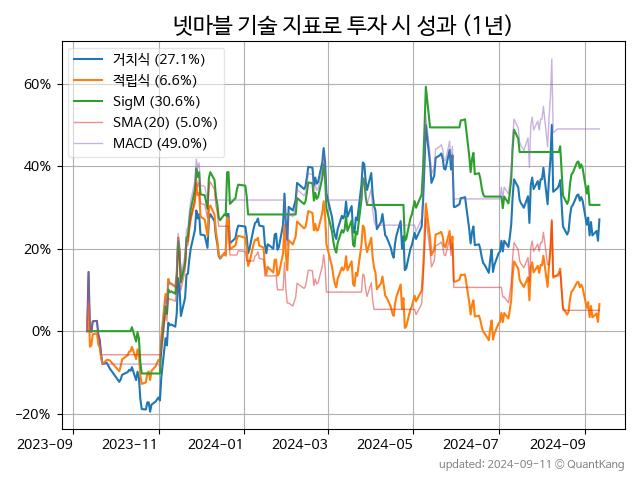 넷마블 기술 지표로 투자 시 성과 (1년)
거치식 (27.1%)
적립식 (6.6%)
SigM (30.6%)
SMA(20) (5.0%)
MACD (49.0%)
60%
40%
20%
0%
−20%
2023-09 2023-11 2024-01 2024-03 2024-05 2024-07 2024-09
updated: 2024-09-11 © QuantKang